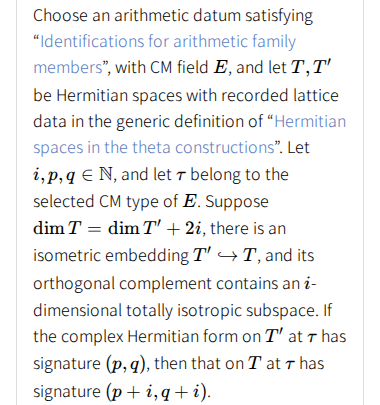 Choose an arithmetic datum satisfying
“Identifications for arithmetic family
members”, with CM field E, and let T, T′
be Hermitian spaces with recorded lattice
data in the generic definition of “Hermitian
spaces in the theta constructions”. Let
i, p, q ∈ ℕ, and let τ belong to the
selected CM type of E. Suppose
dim T = dim T′ + 2i, there is an
isometric embedding T′ ↪ T, and its
orthogonal complement contains an i-
dimensional totally isotropic subspace. If
the complex Hermitian form on T′ at τ has
signature (p, q), then that on T at τ has
signature (p + i, q + i).